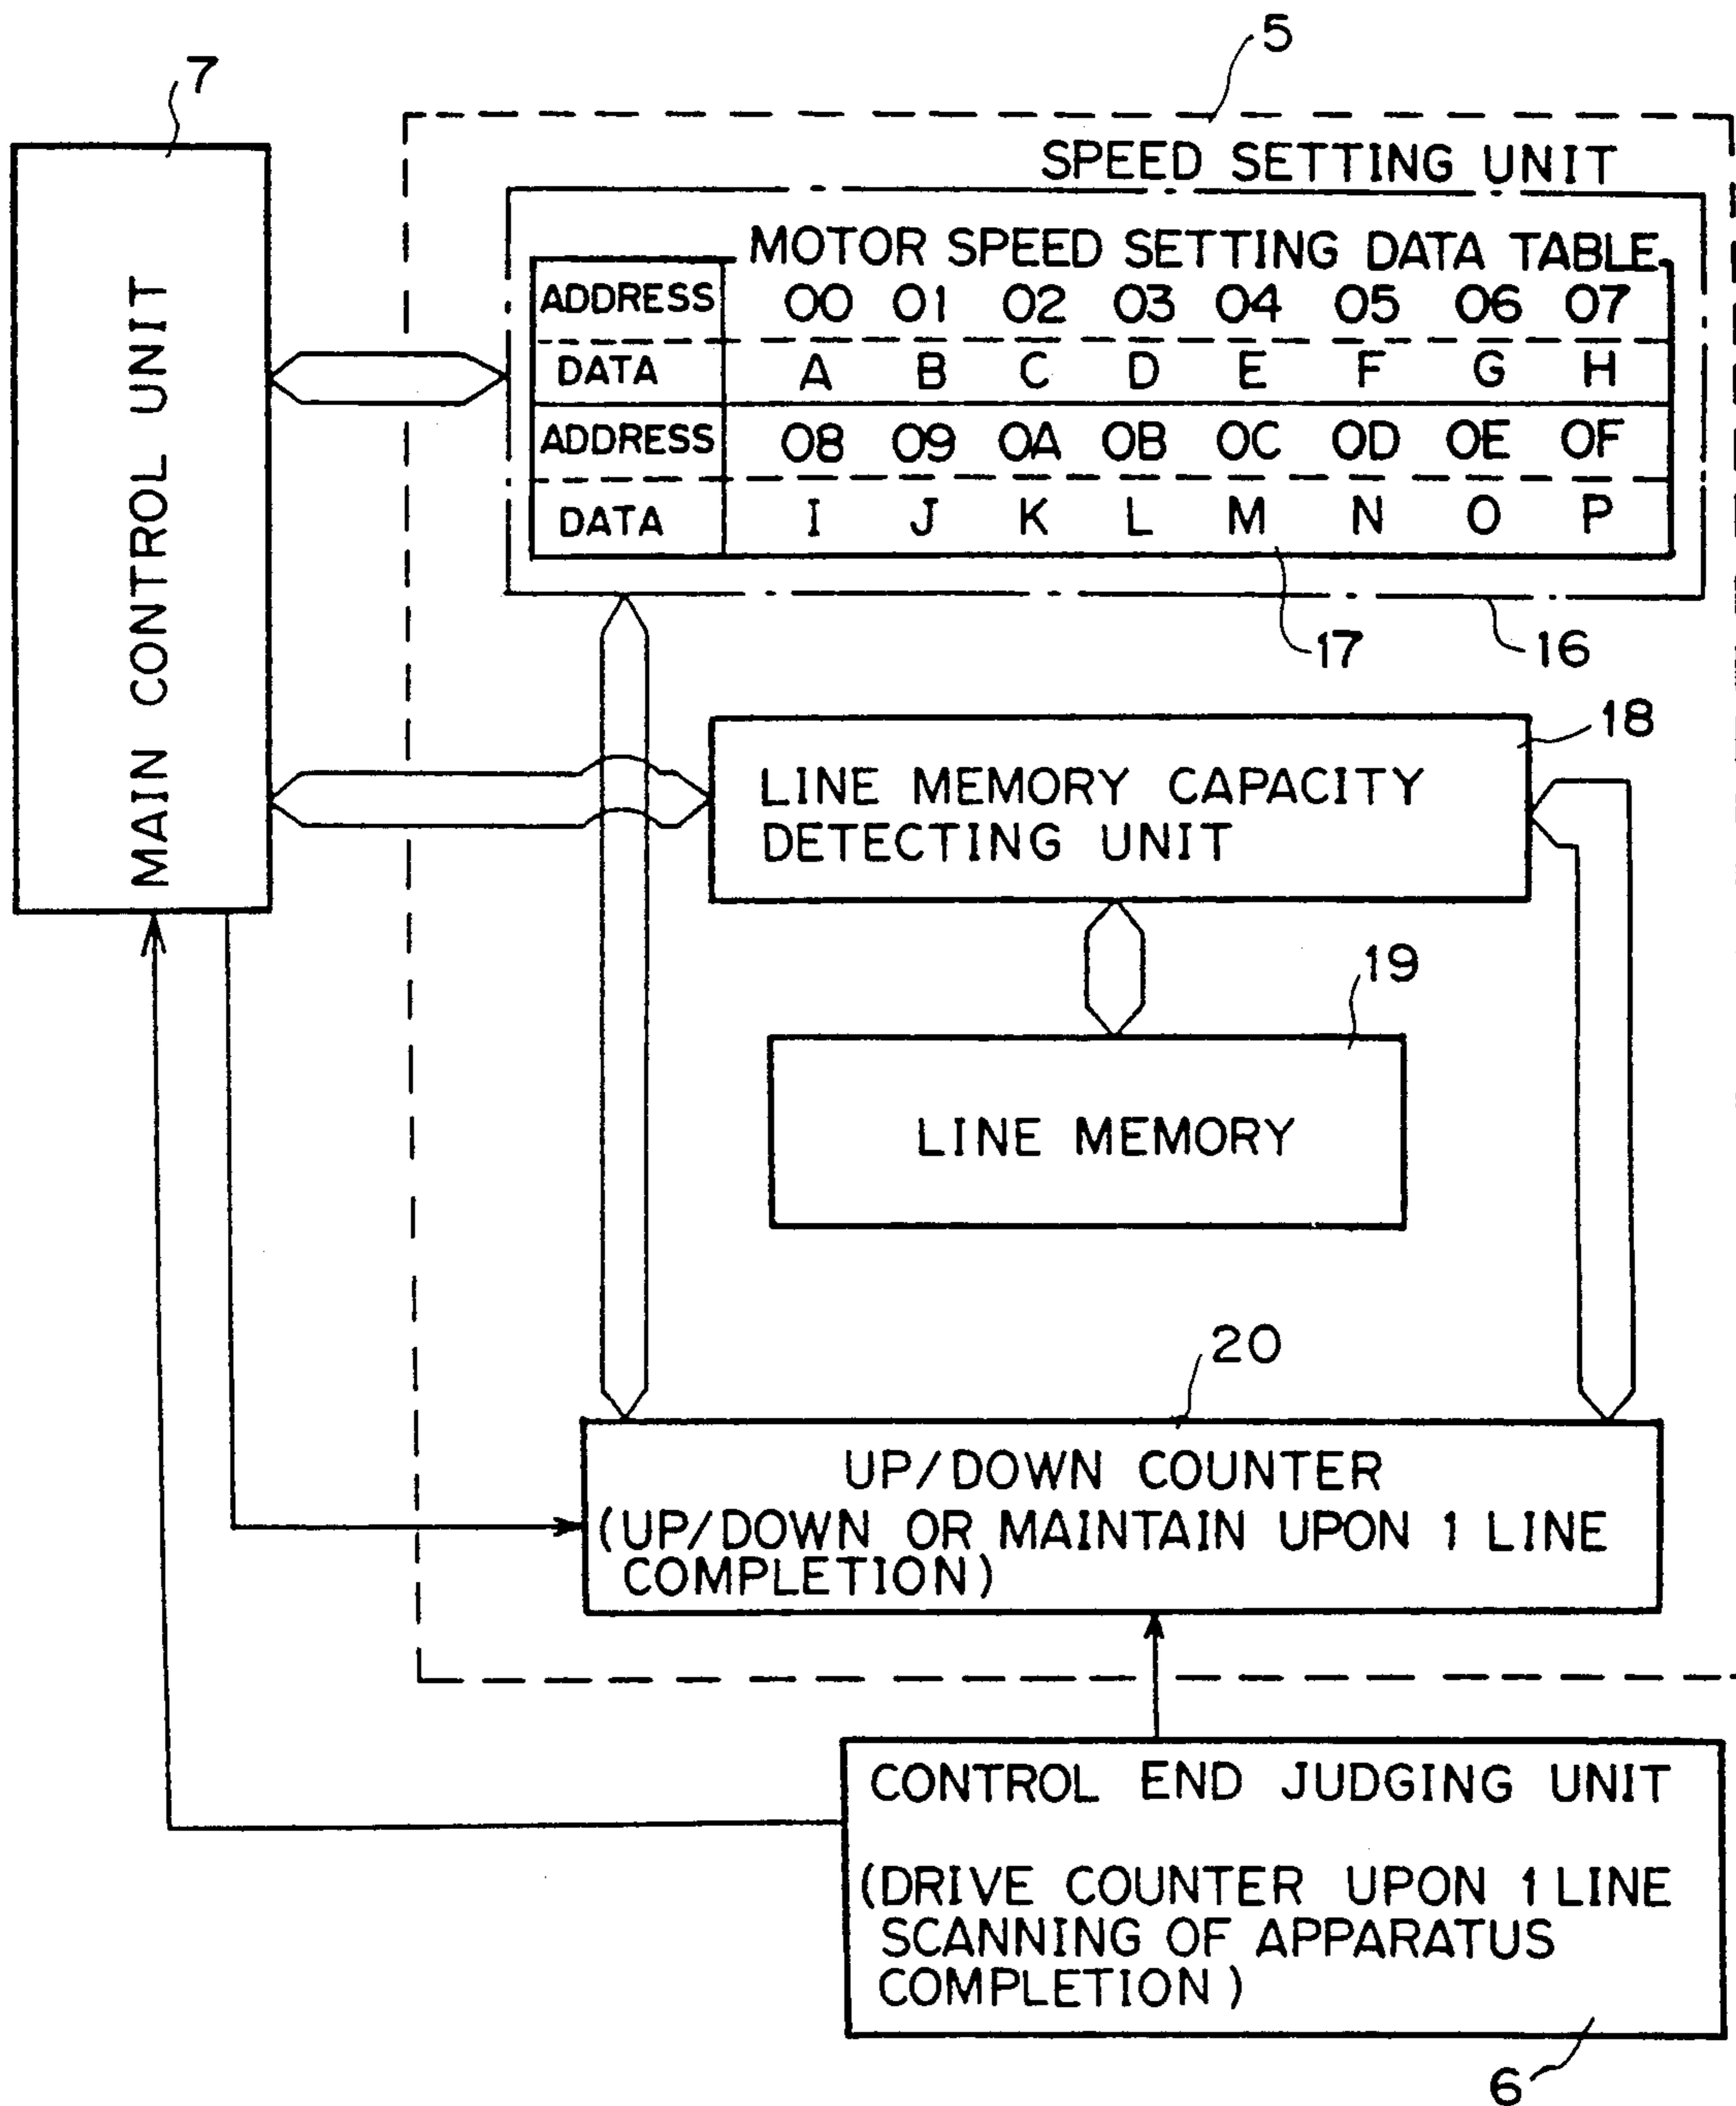 5
7
SPEED SETTING UNIT
MAIN CONTROL UNIT
MOTOR SPEED SETTING DATA TABLE
ADDRESS 00 01 02 03 04 05 06 07
DATA A B C D E F G H
ADDRESS 08 09 0A 0B 0C 0D 0E 0F
DATA I J K L M N O P
17
16
18
LINE MEMORY CAPACITY
DETECTING UNIT
19
LINE MEMORY
20
UP/DOWN COUNTER
(UP/DOWN OR MAINTAIN UPON 1 LINE
COMPLETION)
CONTROL END JUDGING UNIT
(DRIVE COUNTER UPON 1 LINE
SCANNING OF APPARATUS
COMPLETION)
6